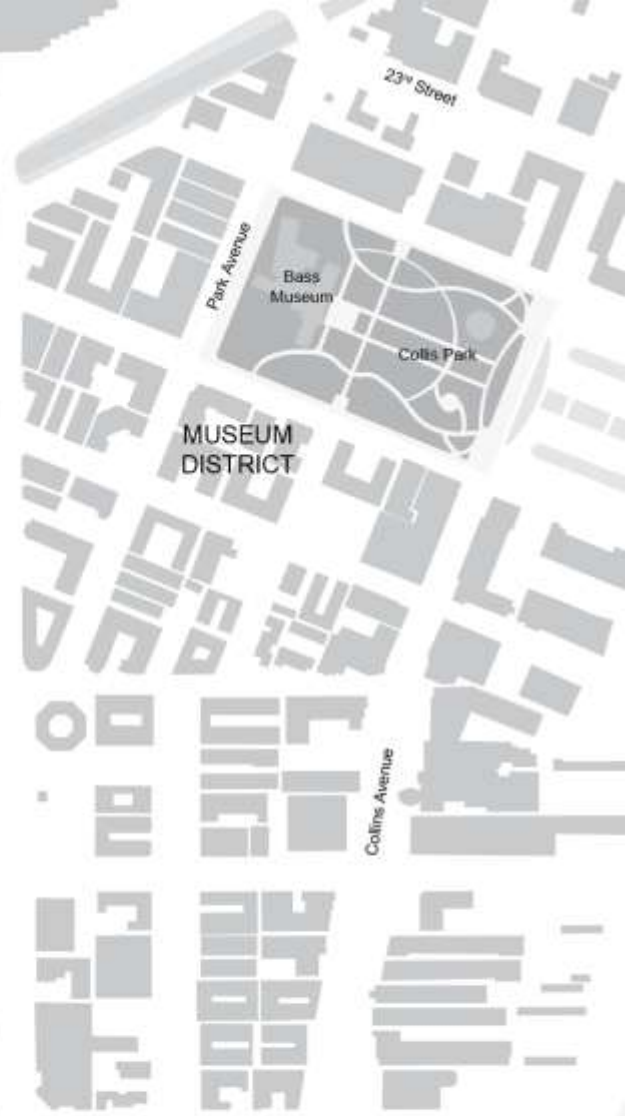 23rd Street
Park Avenue
Bass
Museum
Collis Park
MUSEUM
DISTRICT
Collins Avenue